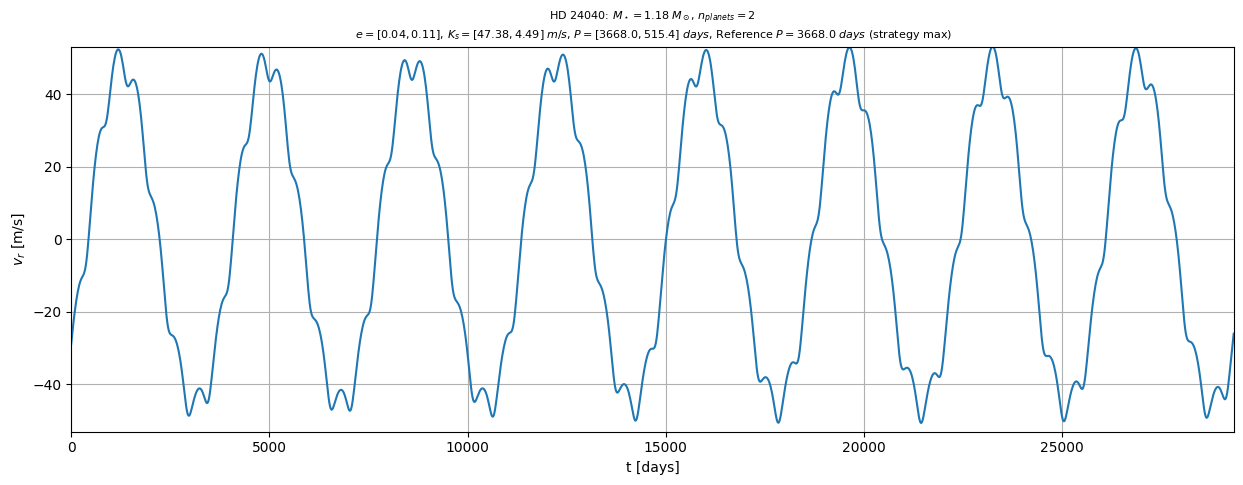 HD 24040: M⋆ = 1.18 M⊙, n_planets = 2
e = [0.04, 0.11], K_s = [47.38, 4.49] m/s, P = [3668.0, 515.4] days, Reference P = 3668.0 days (strategy max)
40
20
0
−20
−40
v_r [m/s]
0 5000 10000 15000 20000 25000
t [days]